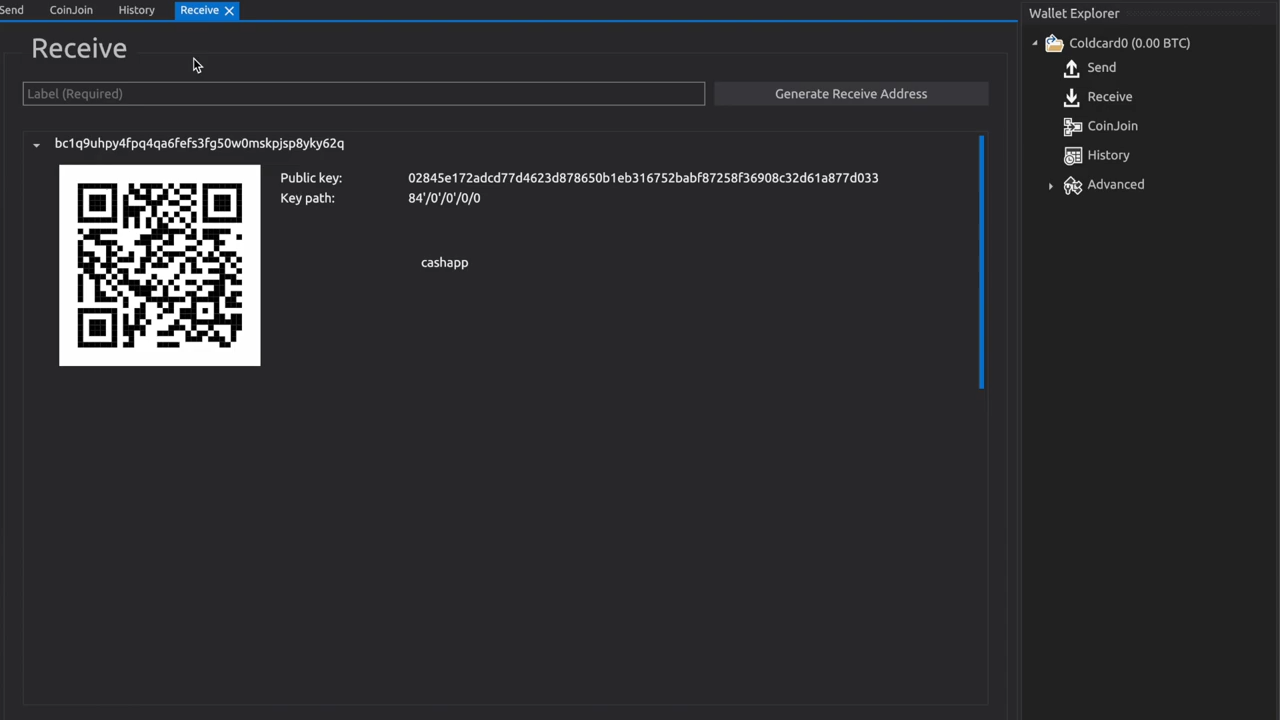 Send
CoinJoin
History
Receive
Receive
Label (Required)
Generate Receive Address
bc1q9uhpy4fpq4qa6fefs3fg50w0mskpjsp8yky62q
Public key: 02845e172adcd77d4623d878650b1eb316752babf87258f36908c32d61a877d033
Key path: 84'/0'/0'/0/0
cashapp
Wallet Explorer
Coldcard0 (0.00 BTC)
Send
Receive
CoinJoin
History
Advanced